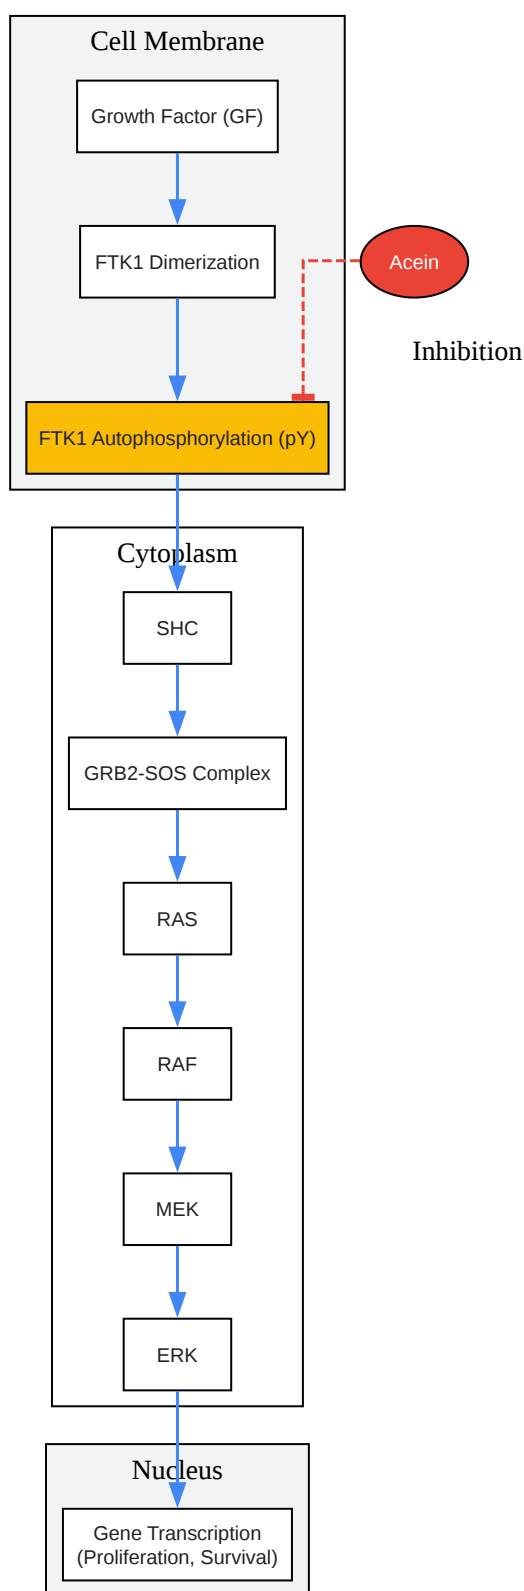 Cell Membrane
Growth Factor (GF)
FTK1 Dimerization
Acein
Inhibition
FTK1 Autophosphorylation (pY)
Cytoplasm
SHC
GRB2-SOS Complex
RAS
RAF
MEK
ERK
Nucleus
Gene Transcription
(Proliferation, Survival)